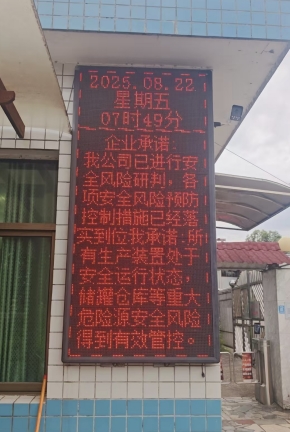 2025.08.22
星期五
07时49分
企业承诺:
我公司已进行安
全风险研判，各
项安全风险预防
控制措施已经落
实到位我承诺:所
有生产装置处于
安全运行状态，
储罐仓库等重大
危险源安全风险
得到有效管控。